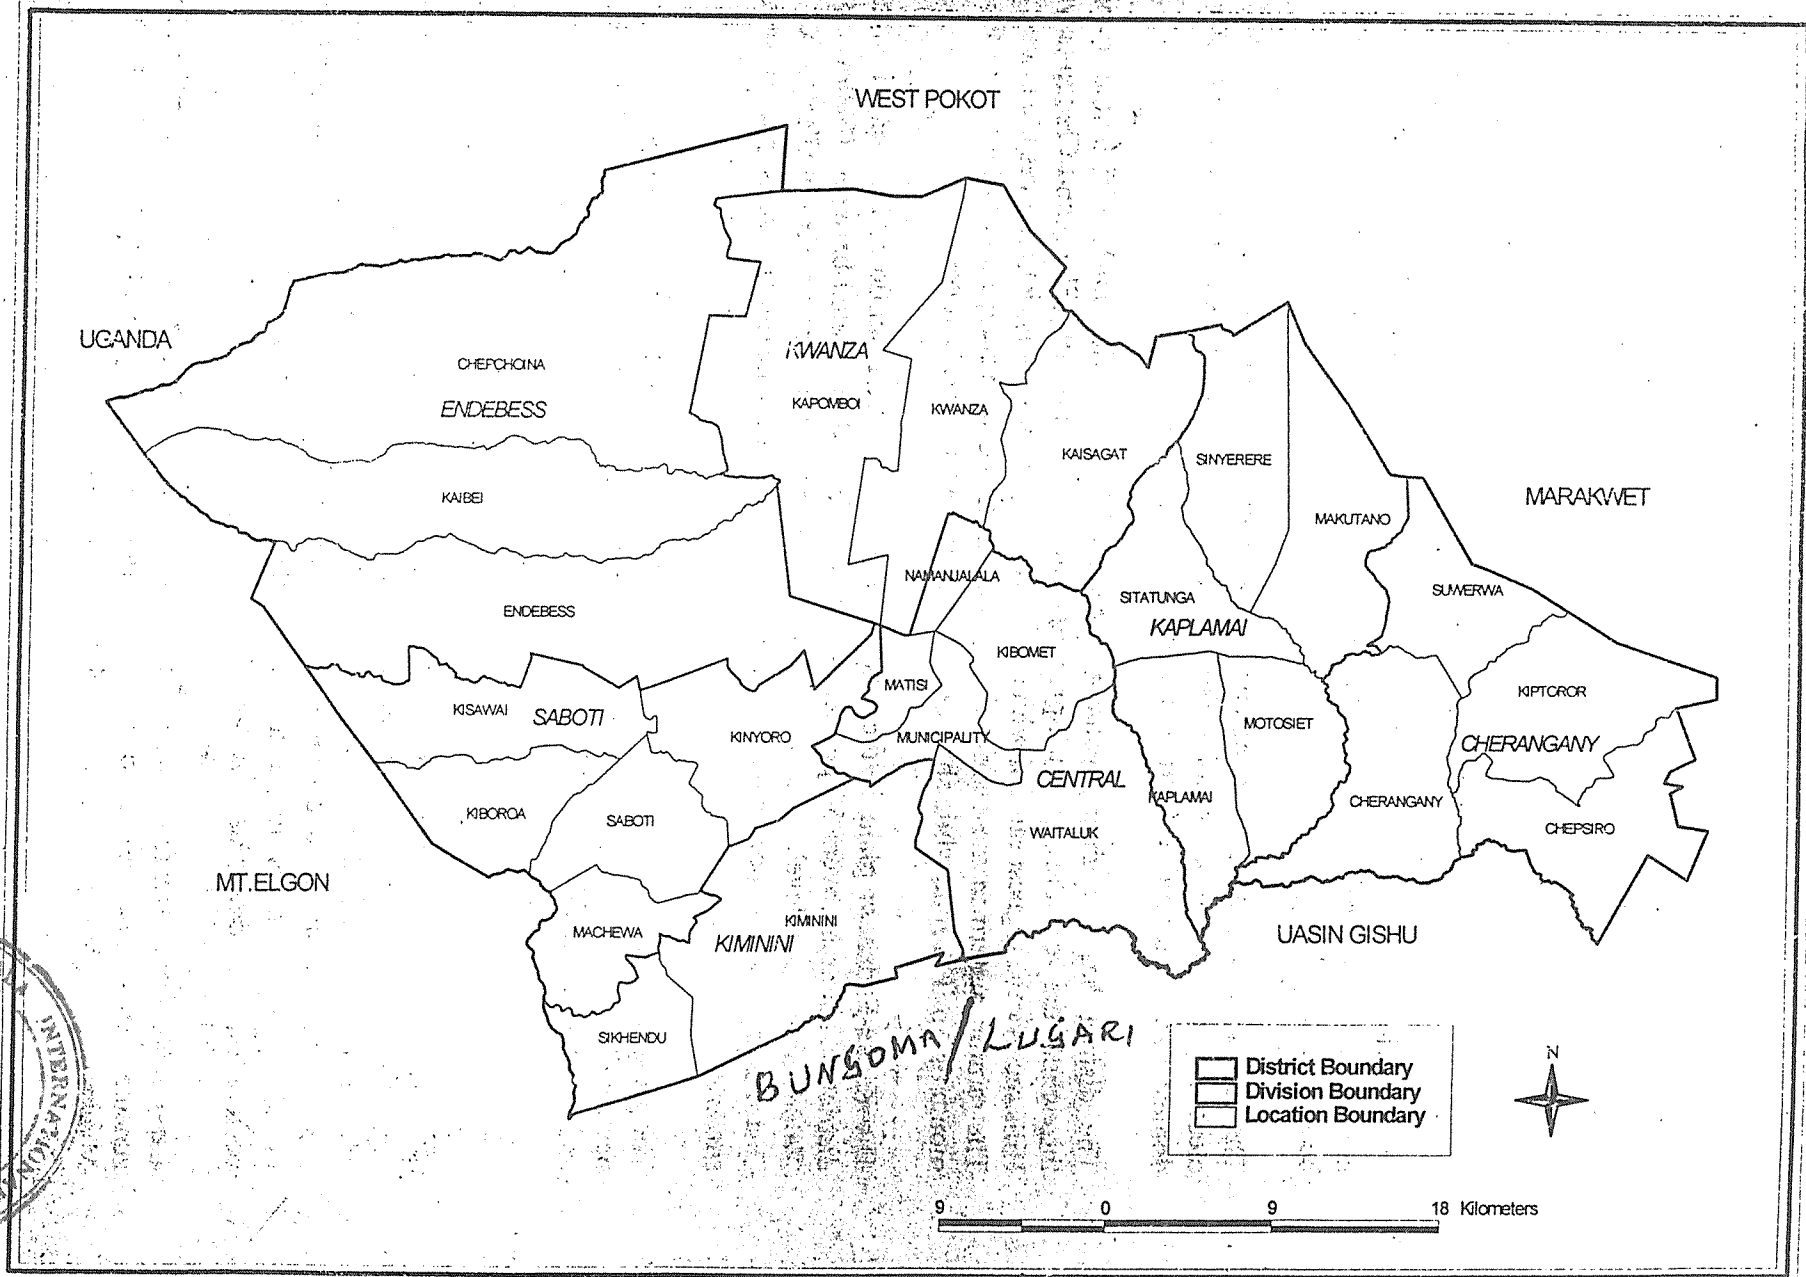 WEST POKOT
UGANDA
KWANZA
CHEPCHOINA
ENDEBESS
KAPOMBOI
KWANZA
KAISAGAT
SINYERERE
KAIBEI
MAKUTANO
MARAKWET
NAMANJALALA
SITATUNGA
SUWERWA
ENDEBESS
KAPLAMAI
KIBOMET
MATISI
KIPTOROR
KISAWAI
SABOTI
MOTOSIET
KINYORO
MUNICIPALITY
CHERANGANY
CENTRAL
KAPLAMAI
CHERANGANY
KIBOROA
SABOTI
WAITALUK
CHEPSIRO
MT.ELGON
KIMININI
MACHEWA
KIMININI
UASIN GISHU
SIKHENDU
BUNGOMA / LUGARI
District Boundary
Division Boundary
Location Boundary
N
9 0 9 18 Kilometers
INTERNATION